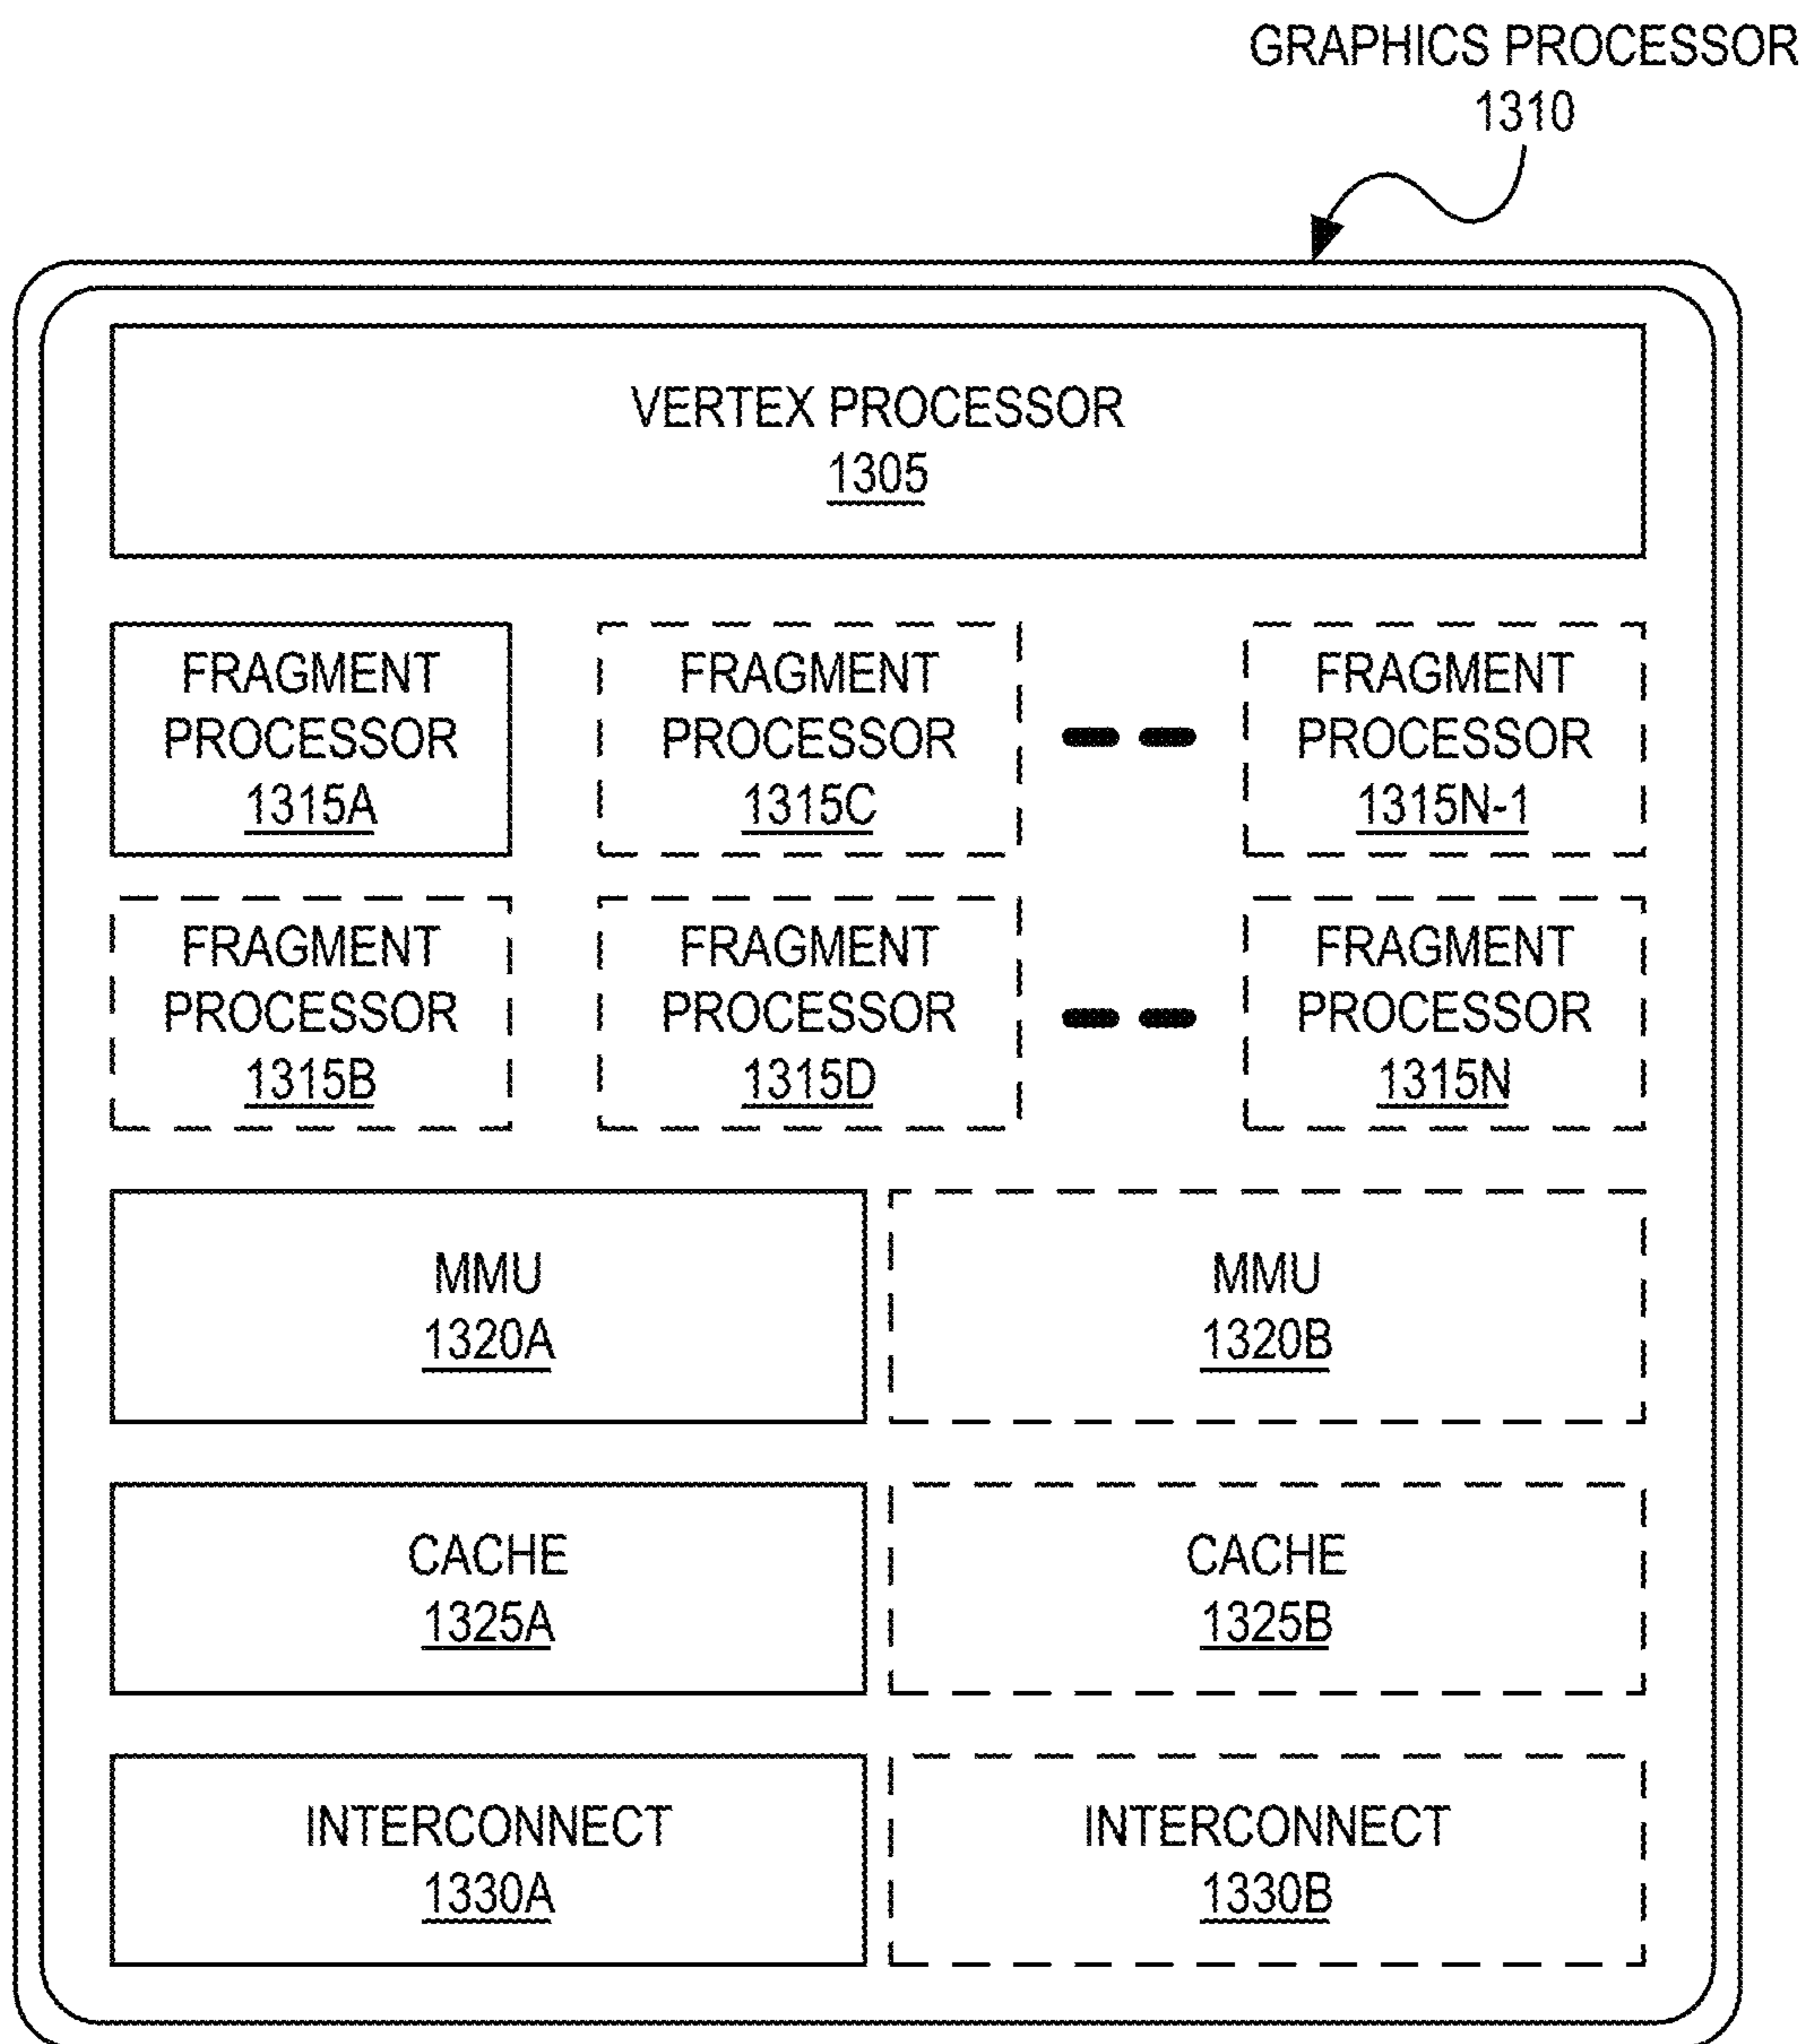 GRAPHICS PROCESSOR
1310
VERTEX PROCESSOR
1305
FRAGMENT
PROCESSOR
1315A
FRAGMENT
PROCESSOR
1315C
FRAGMENT
PROCESSOR
1315N-1
FRAGMENT
PROCESSOR
1315B
FRAGMENT
PROCESSOR
1315D
FRAGMENT
PROCESSOR
1315N
MMU
1320A
MMU
1320B
CACHE
1325A
CACHE
1325B
INTERCONNECT
1330A
INTERCONNECT
1330B